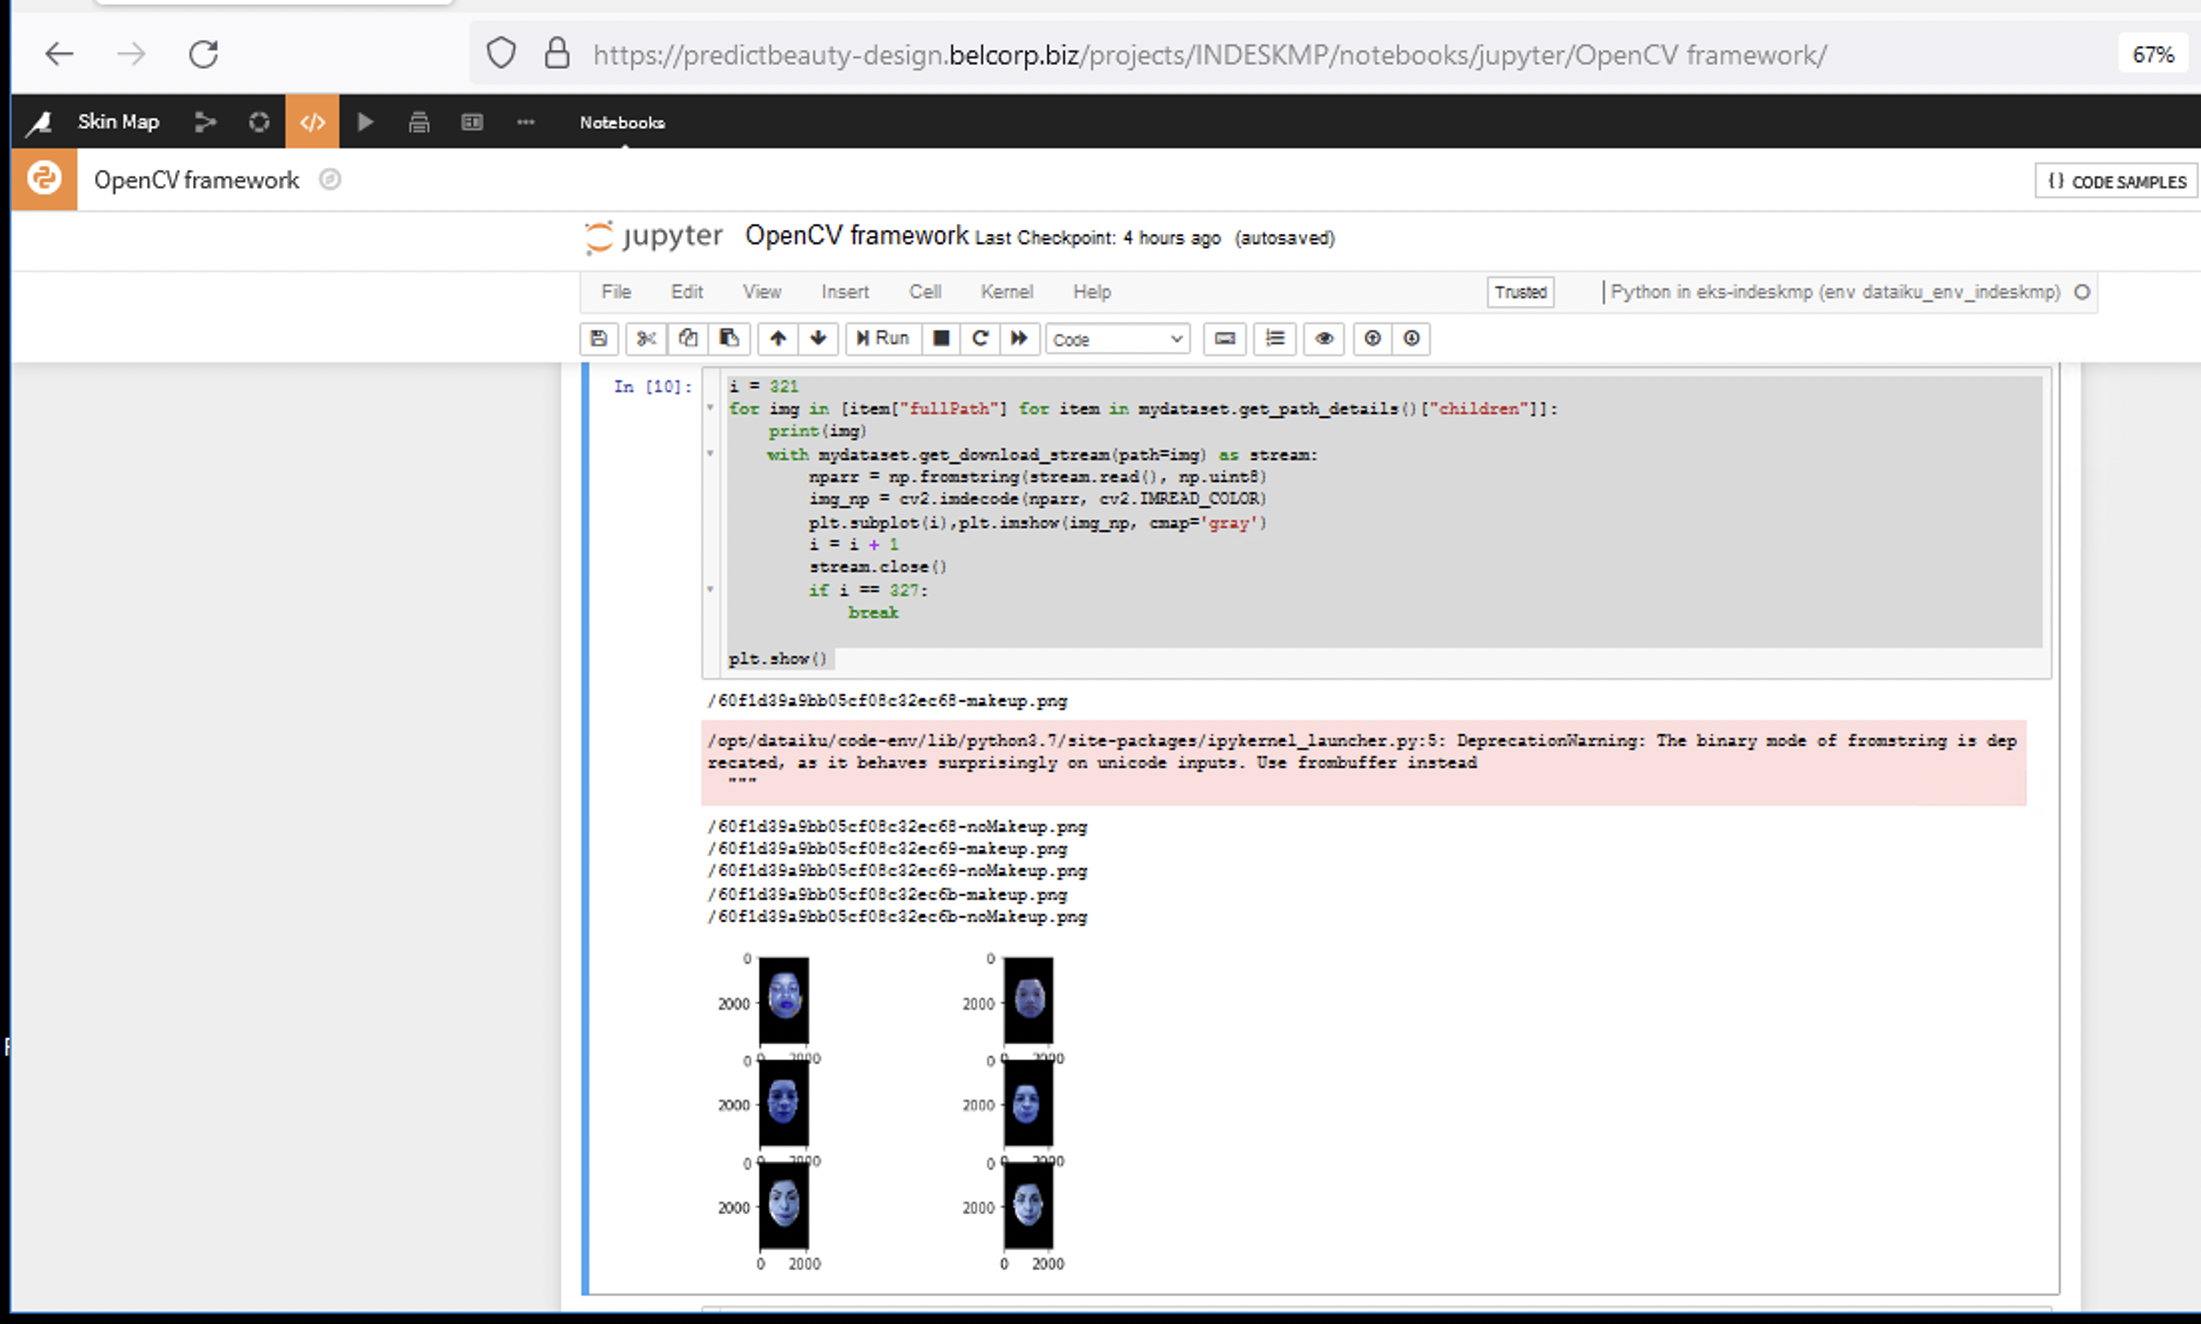 https://predictbeauty-design.belcorp.biz/projects/INDESKMP/notebooks/jupyter/OpenCV framework/
67%
Skin Map
</>
Notebooks
OpenCV framework
{} CODE SAMPLES
jupyter OpenCV framework Last Checkpoint: 4 hours ago (autosaved)
File Edit View Insert Cell Kernel Help
Trusted
Python in eks-indeskmp (env dataiku_env_indeskmp)
Run
Code
In [10]:
i = 321
for img in [item["fullPath"] for item in mydataset.get_path_details()["children"]]:
    print(img)
    with mydataset.get_download_stream(path=img) as stream:
        nparr = np.fromstring(stream.read(), np.uint8)
        img_np = cv2.imdecode(nparr, cv2.IMREAD_COLOR)
        plt.subplot(i),plt.imshow(img_np, cmap='gray')
        i = i + 1
        stream.close()
        if i == 327:
            break
plt.show()
/60f1d39a9bb05cf08c32ec68-makeup.png
/opt/dataiku/code-env/lib/python3.7/site-packages/ipykernel_launcher.py:5: DeprecationWarning: The binary mode of fromstring is dep
recated, as it behaves surprisingly on unicode inputs. Use frombuffer instead
  """
/60f1d39a9bb05cf08c32ec68-noMakeup.png
/60f1d39a9bb05cf08c32ec69-makeup.png
/60f1d39a9bb05cf08c32ec69-noMakeup.png
/60f1d39a9bb05cf08c32ec6b-makeup.png
/60f1d39a9bb05cf08c32ec6b-noMakeup.png
0 0
2000 2000
0 2000 0 2000
0 0
2000 2000
0 2000 0 2000
0 0
2000 2000
0 2000 0 2000